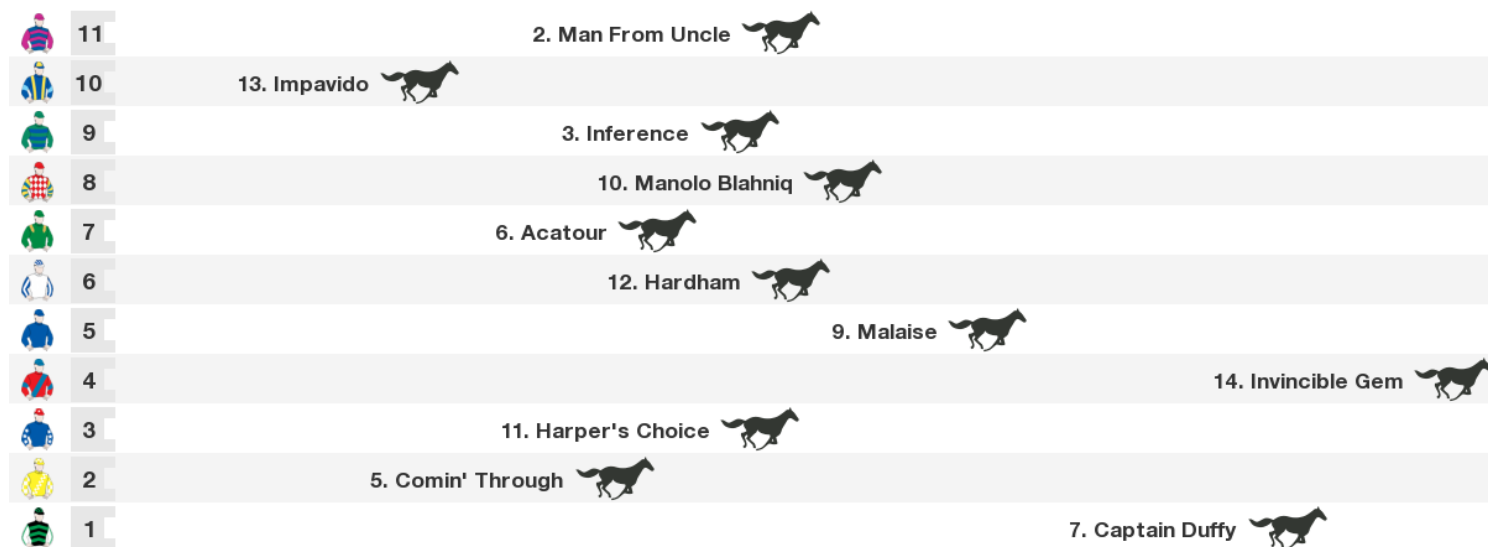 11 2. Man From Uncle
10 13. Impavido
9 3. Inference
8 10. Manolo Blahniq
7 6. Acatour
6 12. Hardham
5 9. Malaise
4 14. Invincible Gem
3 11. Harper's Choice
2 5. Comin' Through
1 7. Captain Duffy